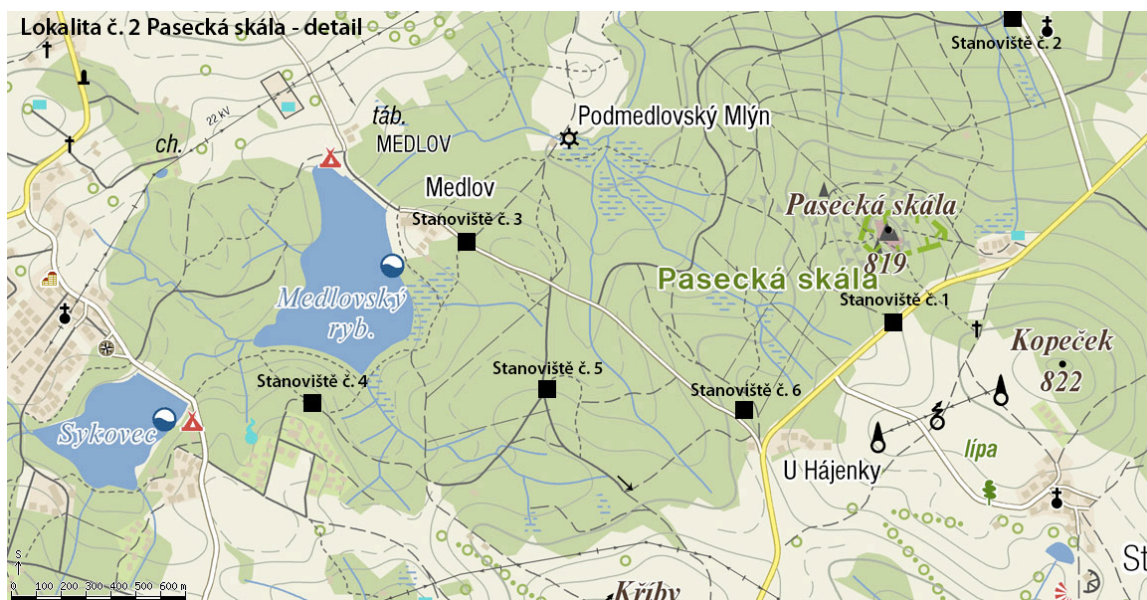 Lokalita č. 2 Pasecká skála - detail
Stanoviště č. 2
22 kV
táb.
MEDLOV
ch.
Podmedlovský Mlýn
Medlov
Stanoviště č. 3
Pasecká skála
819
Pasecká skála
Stanoviště č. 1
Medlovský
ryb.
Kopeček
822
Stanoviště č. 4
Stanoviště č. 5
Stanoviště č. 6
Sykovec
U Hájenky
lípa
St
S
0 100 200 300 400 500 600 m
Kříby